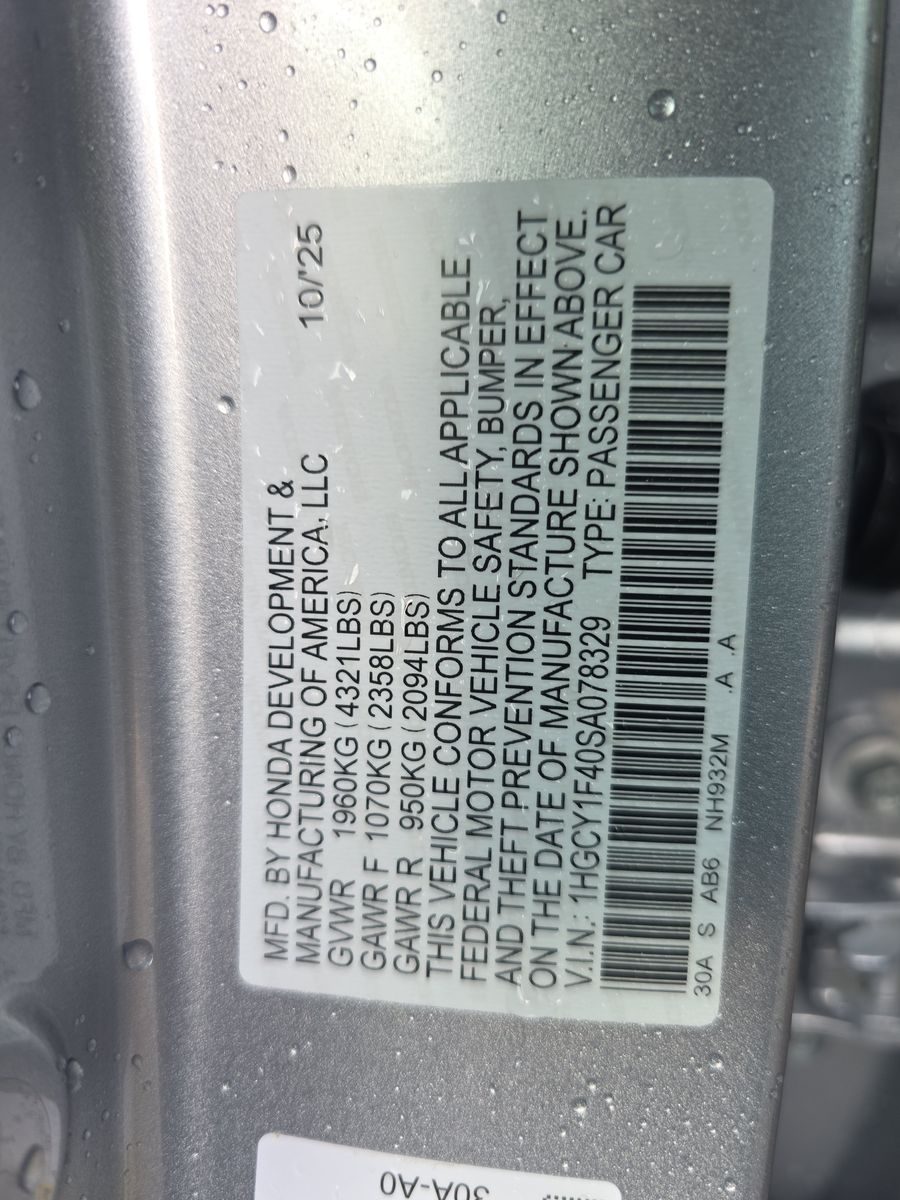 MFD. BY HONDA DEVELOPMENT &
MANUFACTURING OF AMERICA, LLC 10/'25
GVWR 1960KG (4321LBS)
GAWR F 1070KG (2358LBS)
GAWR R 950KG (2094LBS)
THIS VEHICLE CONFORMS TO ALL APPLICABLE
FEDERAL MOTOR VEHICLE SAFETY, BUMPER,
AND THEFT PREVENTION STANDARDS IN EFFECT
ON THE DATE OF MANUFACTURE SHOWN ABOVE.
V.I.N.: 1HGCY1F40SA078329 TYPE: PASSENGER CAR
30A S AB6 NH932M .A .A
30A-A0